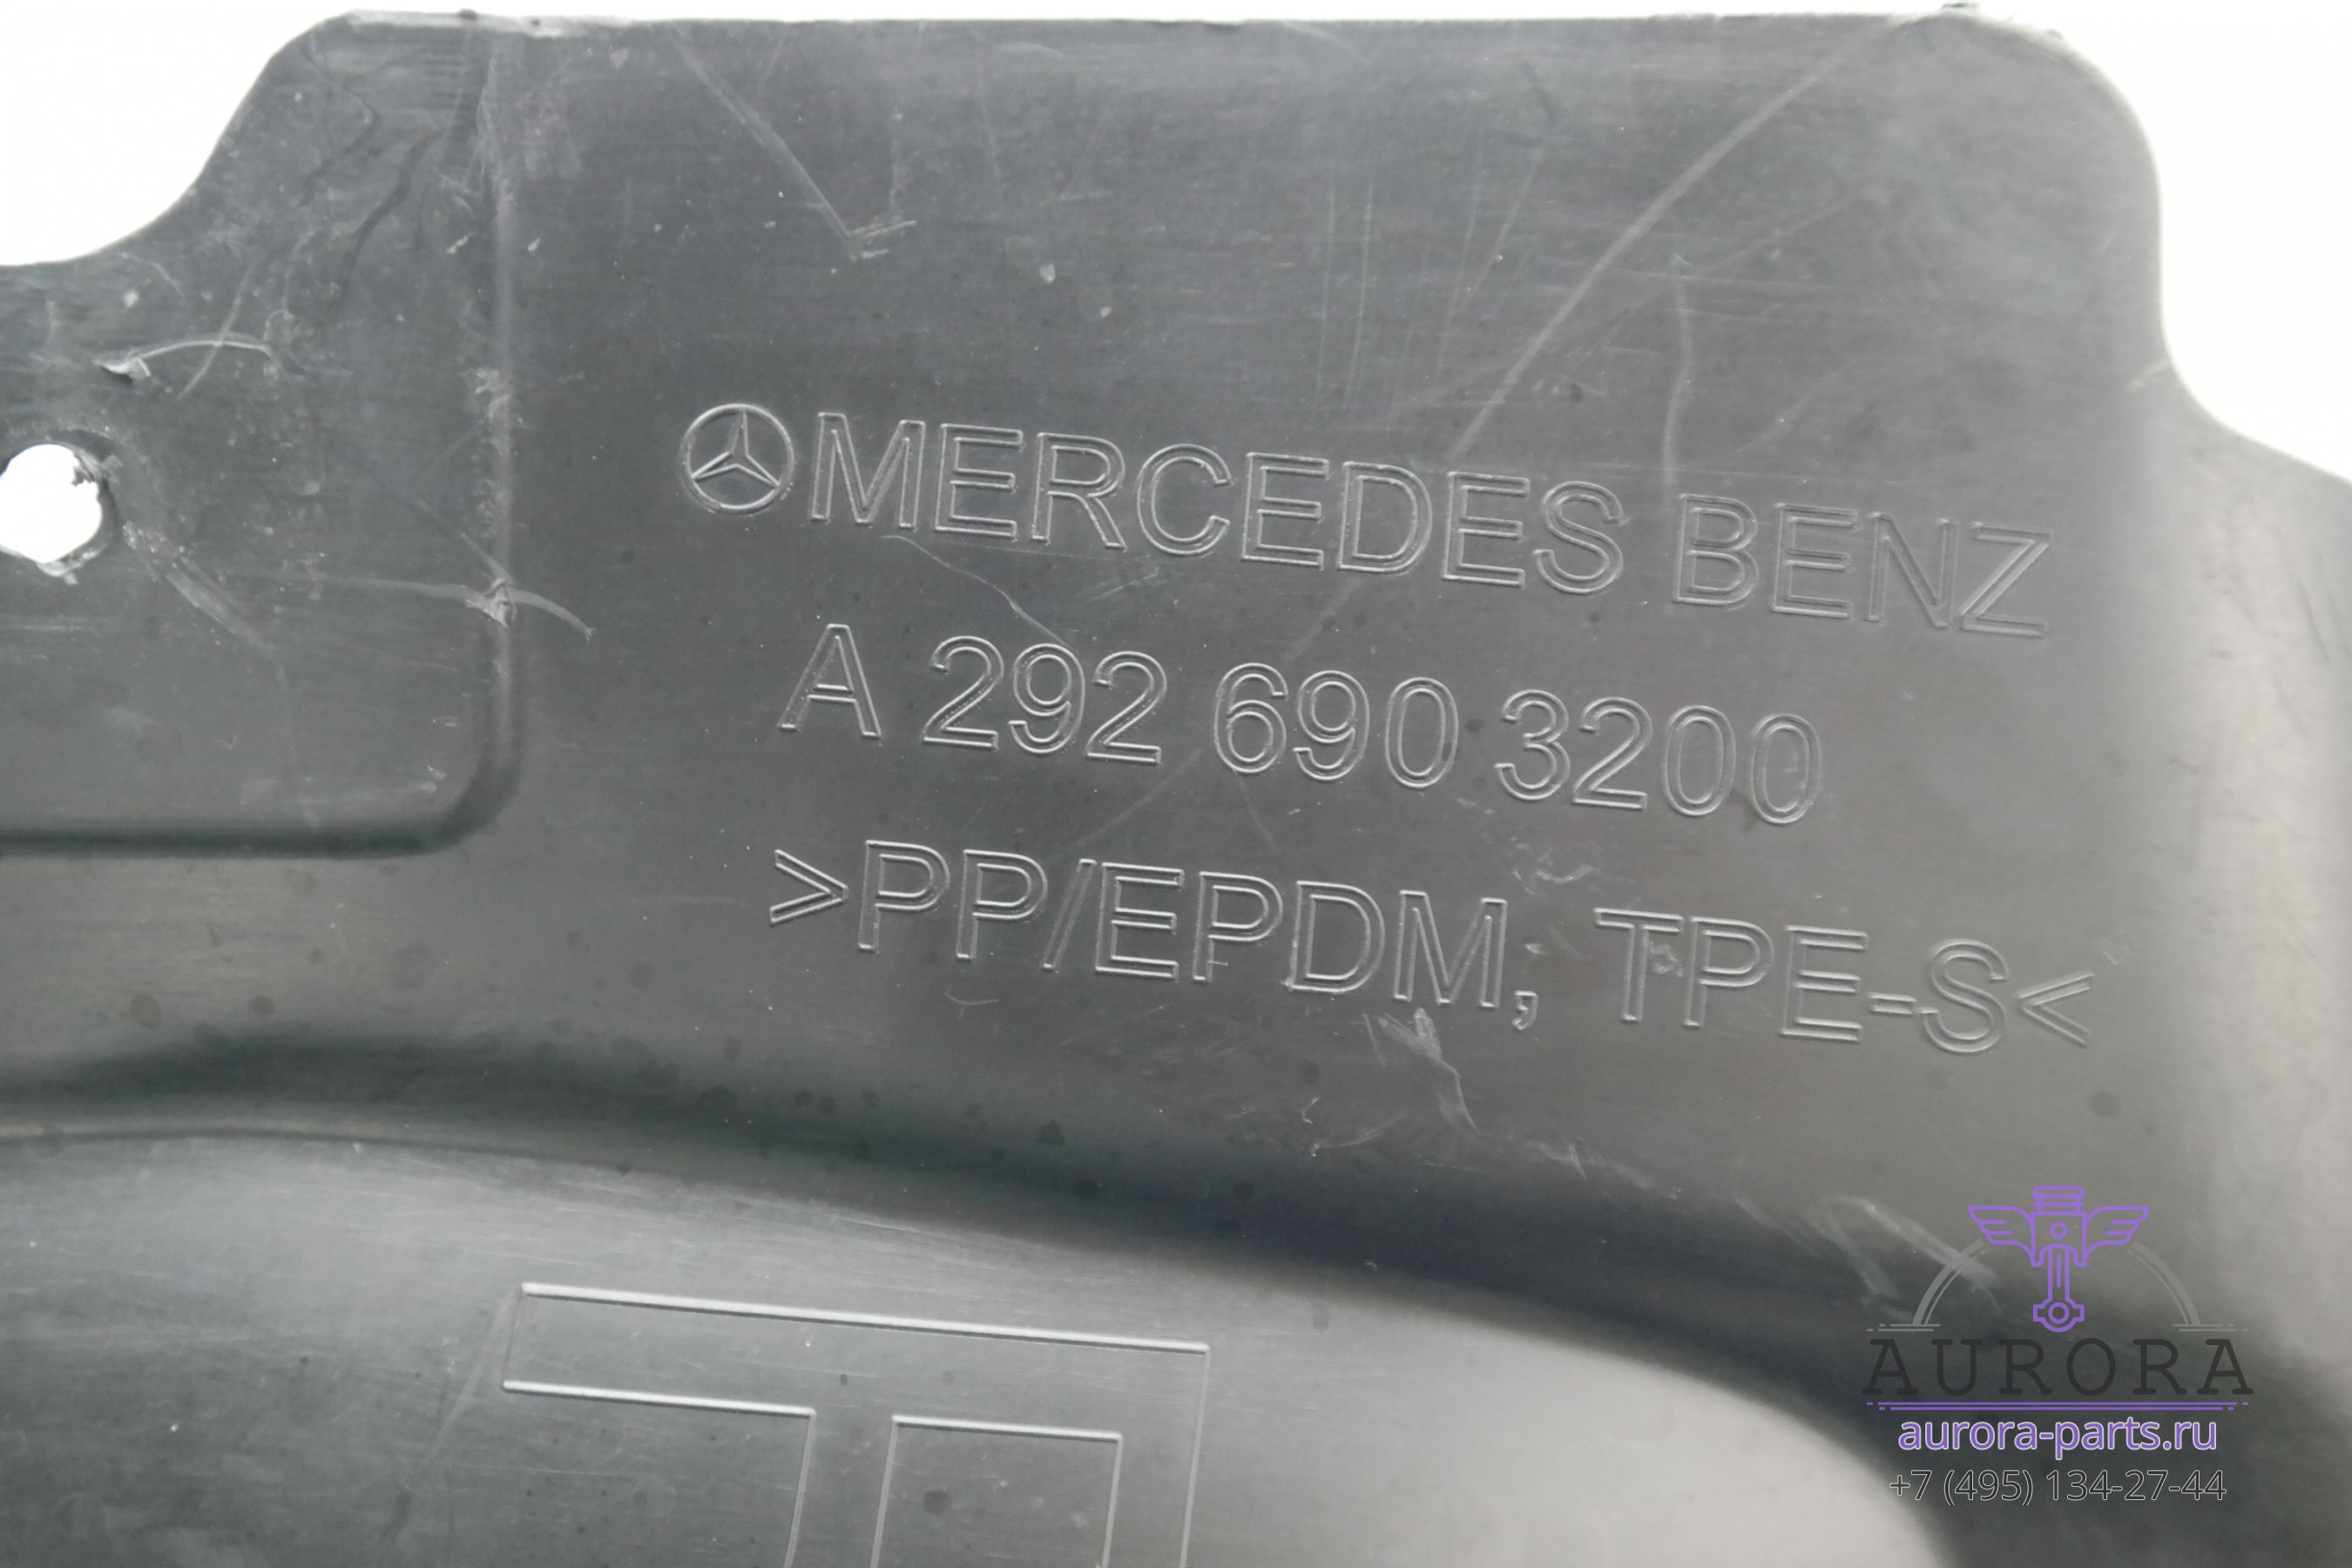 MERCEDES BENZ
A 292 690 3200
>PP/EPDM, TPE-S<
AURORA
aurora-parts.ru
+7 (495) 134-27-44